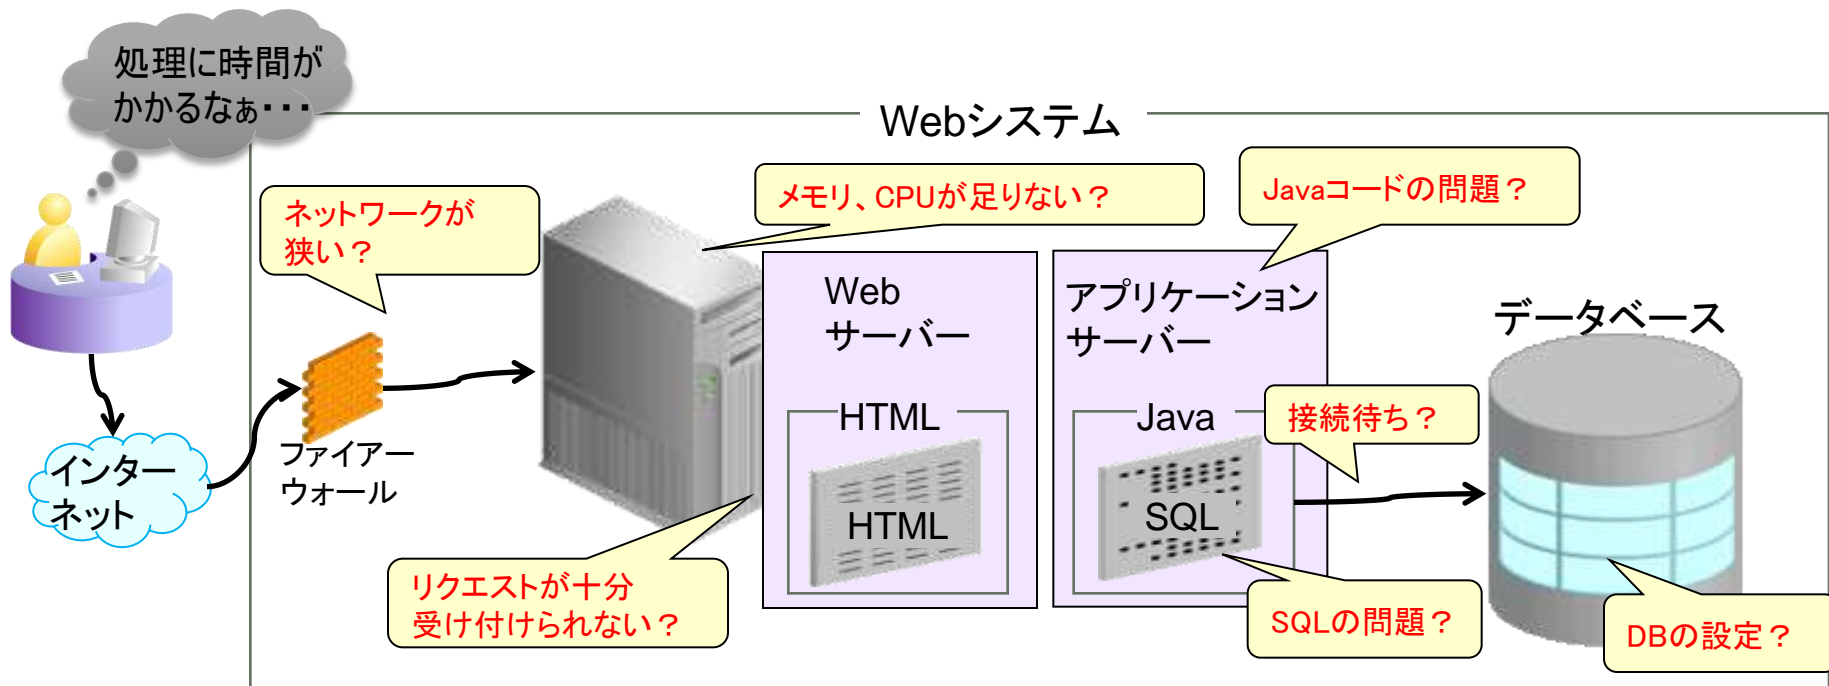 処理に時間が
かかるなぁ・・・
Webシステム
ネットワークが
狭い？
メモリ、CPUが足りない？
Javaコードの問題？
Web
サーバー
アプリケーション
サーバー
データベース
HTML
HTML
Java
SQL
接続待ち？
ファイアー
ウォール
インター
ネット
リクエストが十分
受け付けられない？
SQLの問題？
DBの設定？